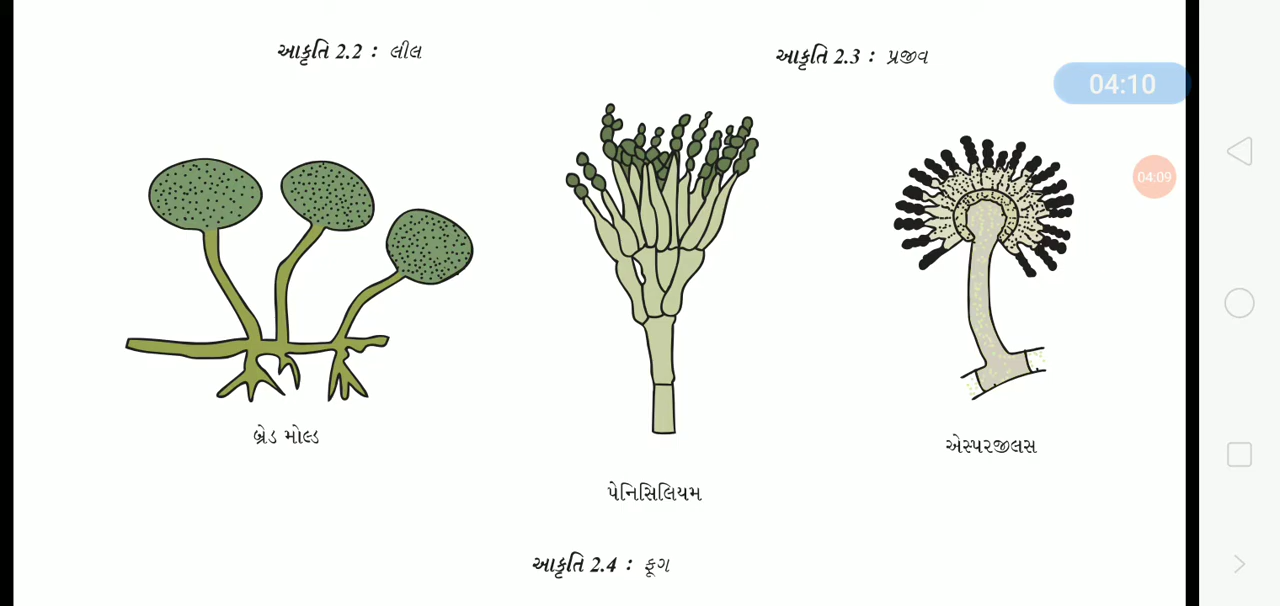 આકૃતિ 2.2 : લીલ
આકૃતિ 2.3 : પ્રજીવ
04:10
04:09
બ્રેડ મોલ્ડ
એસ્પરજીલસ
પેનિસિલિયમ
આકૃતિ 2.4 : ફૂગ